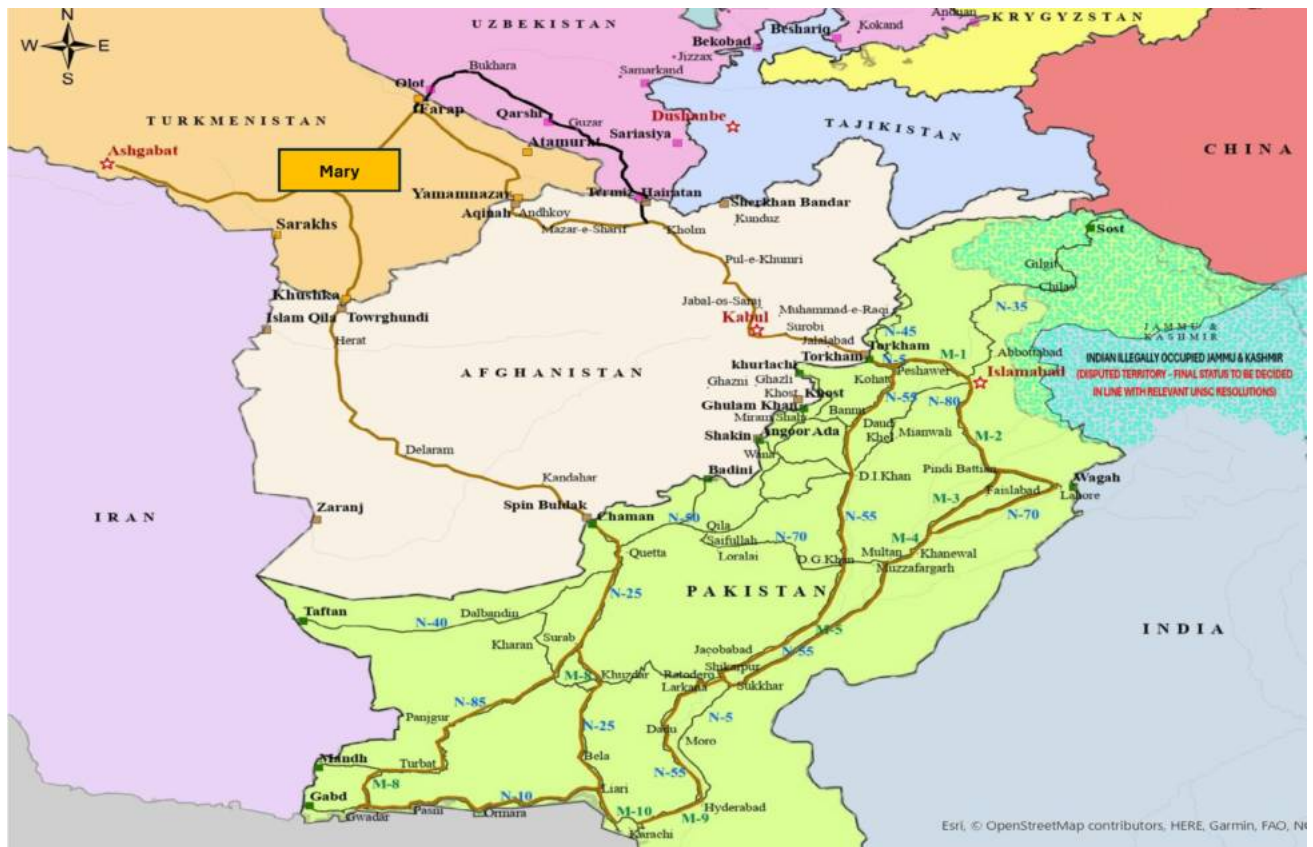 N
W E
S
UZBEKISTAN
KRYGYZSTAN
Kokand
Bekobad
Beshariq
Jizzax
Samarkand
Bukhara
Olot
Farap
Qarshi
Guzar
Sariasiya
Dushanbe
TAJIKISTAN
CHINA
TURKMENISTAN
Ashgabat
Mary
Atamurat
Yamamnazar
Aqinah
Andhkoy
Termiz
Hairatan
Sherkhan Bandar
Kunduz
Mazar-e-Sharif
Kholm
Sarakhs
Sost
Gilgit
Chilas
Pul-e-Khumri
Khushka
Towrghundi
Islam Qila
Herat
Jabal-os-Saraj
Muhammad-e-Raqi
Kabul
Surobi
Jalalabad
N-45
N-35
JAMMU &
KASHMIR
INDIAN ILLEGALLY OCCUPIED JAMMU & KASHMIR
(DISPUTED TERRITORY – FINAL STATUS TO BE DECIDED
IN LINE WITH RELEVANT UNSC RESOLUTIONS)
Torkham
Torkham
N-5
M-1
Peshawer
Abbottabad
Islamabad
AFGHANISTAN
khurlachi
Ghazni
Ghazli
Khost
Khost
Kohat
N-55
N-80
Ghulam Khan
Miram Shah
Bannu
Daud
Khel
Mianwali
M-2
Shakin
Angoor Ada
Wana
Delaram
Kandahar
Badini
D.I.Khan
Pindi Battian
Wagah
Lahore
M-3
Faislabad
N-70
IRAN
Zaranj
Spin Buldak
Chaman
N-50
Qila
Saifullah
Loralai
N-70
N-55
D.G.Khan
M-4
Multan
Khanewal
Muzzafargarh
Quetta
PAKISTAN
N-25
Taftan
Dalbandin
N-40
Kharan
Surab
M-5
N-55
INDIA
Jacobabad
Shikarpur
Ratodero
Larkana
Sukkhar
M-8
Khuzdar
N-85
Panjgur
N-25
N-5
Dadu
Moro
Mandh
Turbat
Bela
N-55
M-8
Gabd
N-10
Liari
Gwadar
Pasni
Ormara
M-10
Hyderabad
M-9
Karachi
Esri, © OpenStreetMap contributors, HERE, Garmin, FAO,